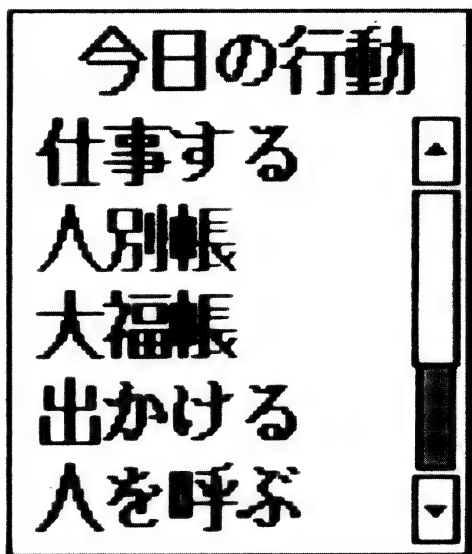 今日の行動
仕事する
人別帳
大福帳
出かける
人を呼ぶ